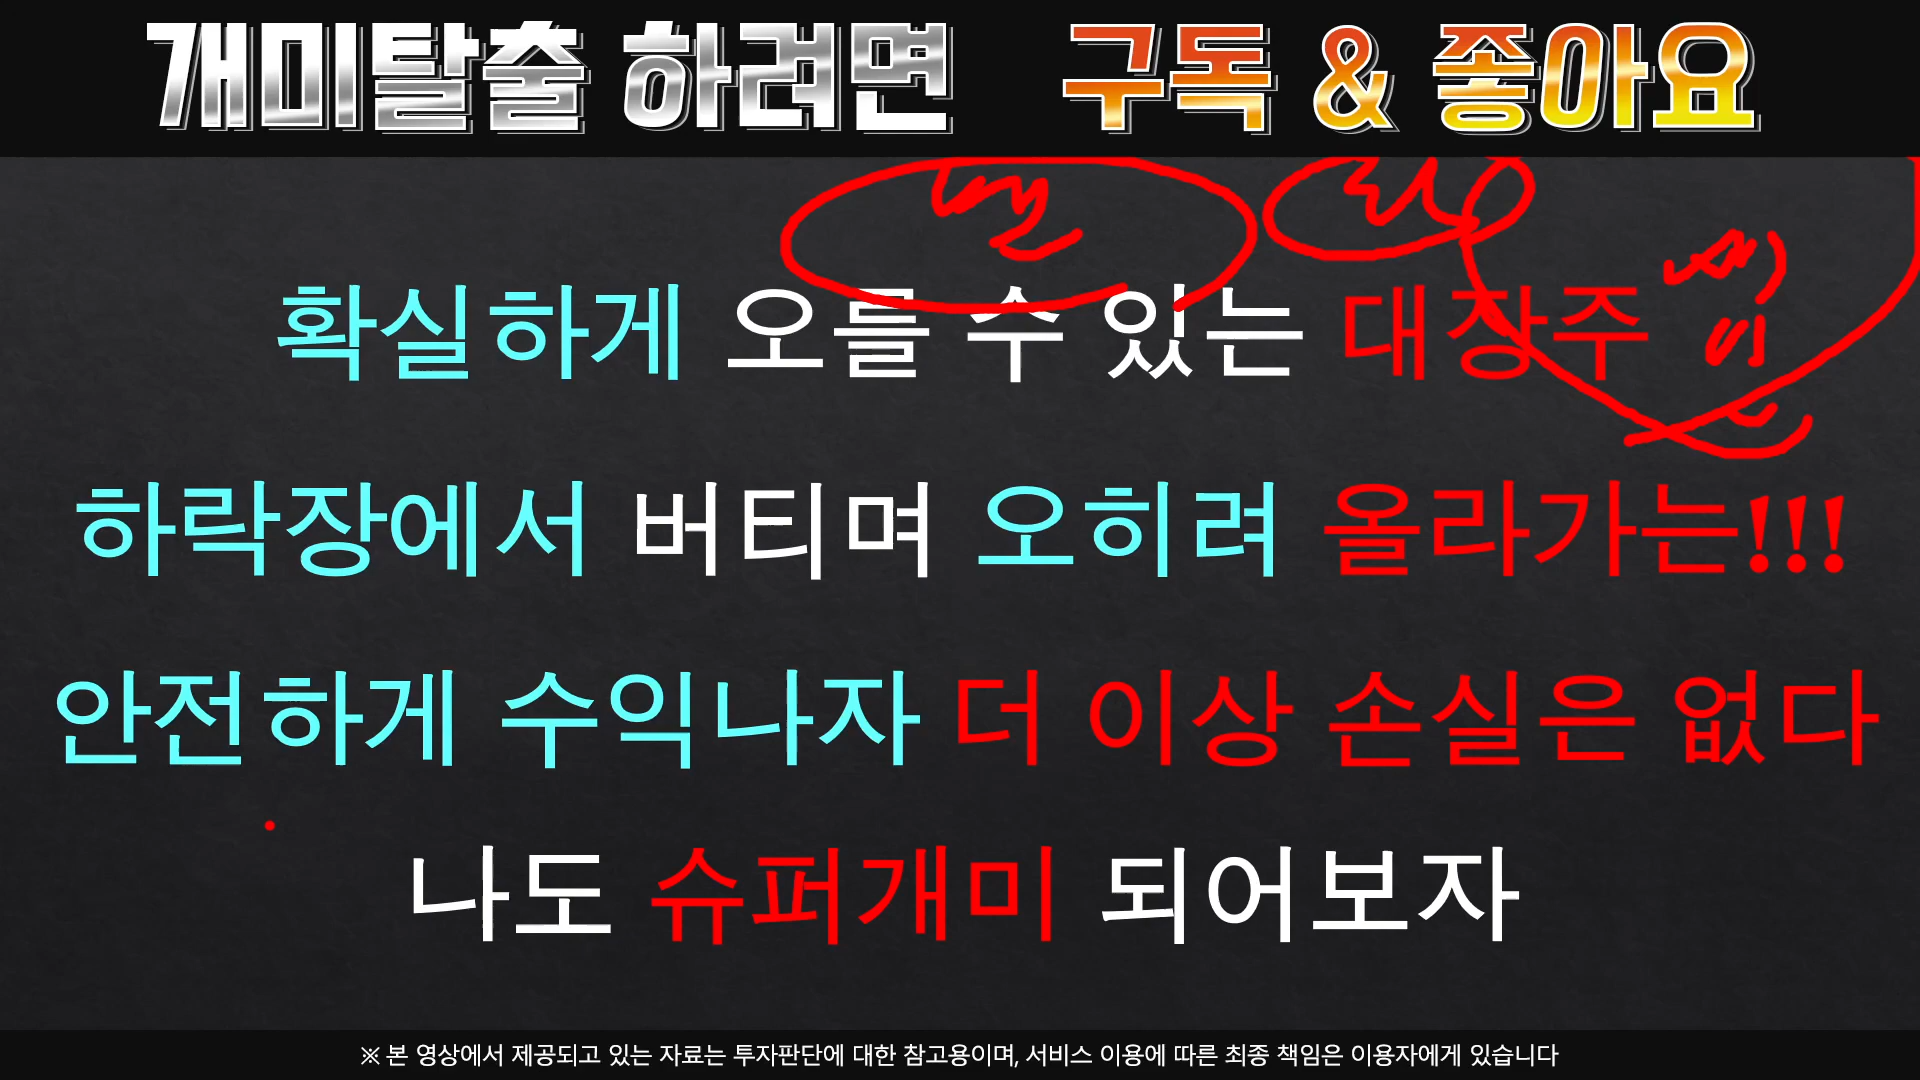 개미탈출 하려면 구독 & 좋아요
확실하게 오를 수 있는 대장주
하락장에서 버티며 오히려 올라가는!!!
안전하게 수익나자 더 이상 손실은 없다
나도 슈퍼개미 되어보자
※ 본 영상에서 제공되고 있는 자료는 투자판단에 대한 참고용이며, 서비스 이용에 따른 최종 책임은 이용자에게 있습니다